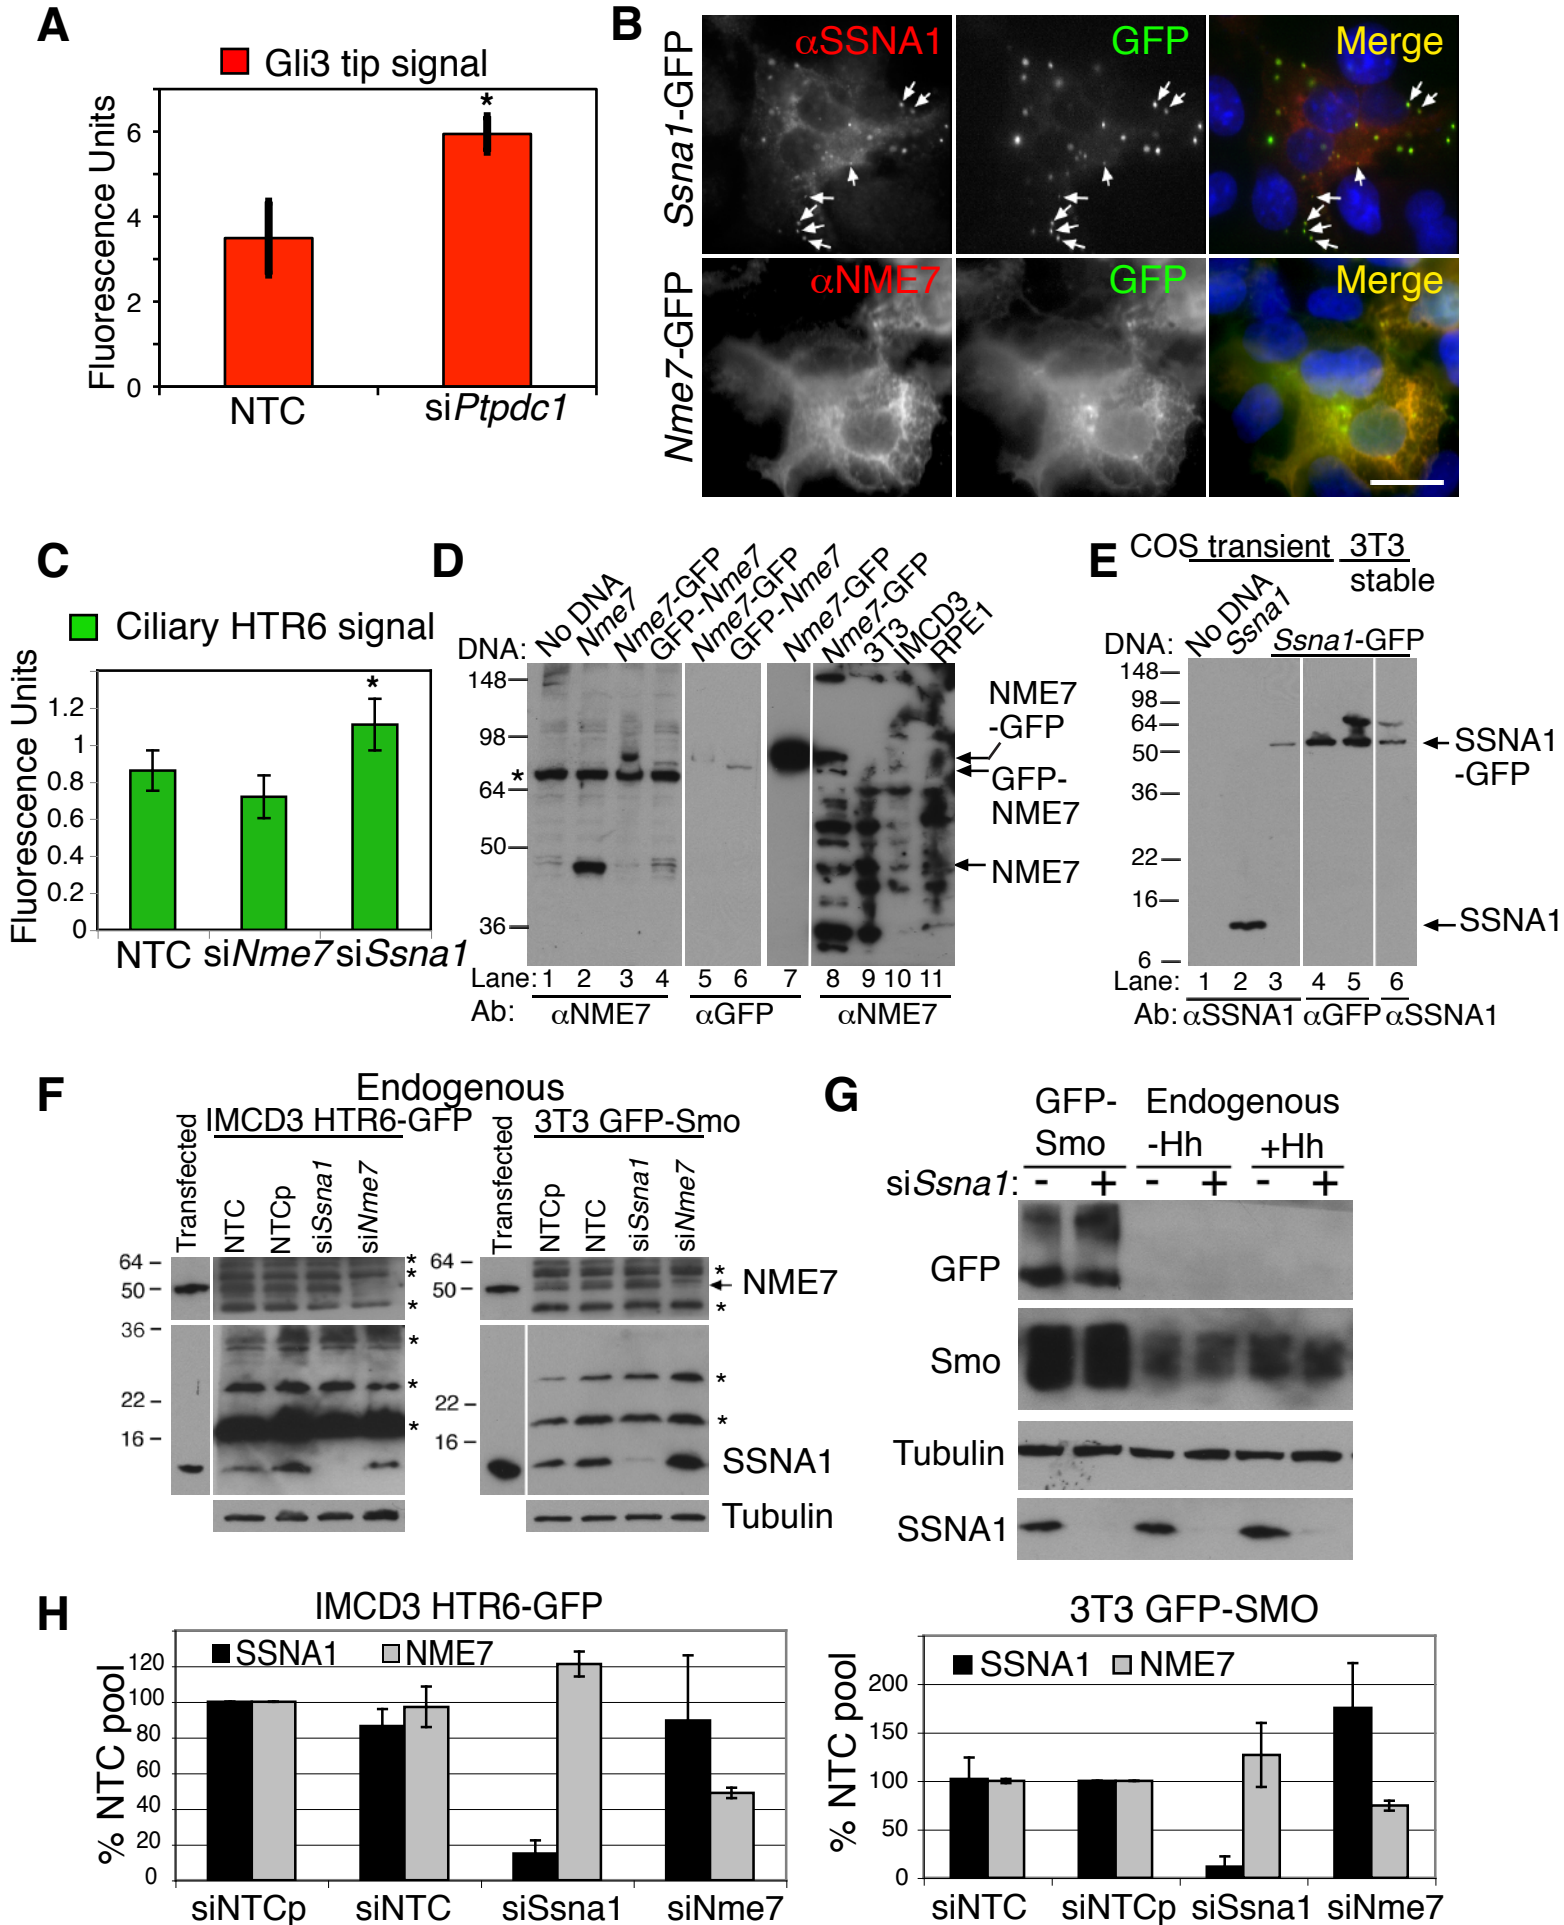 A
Gli3 tip signal
Fluorescence Units
6
4
2
0
*
NTC
siPtpdc1
B
Ssna1-GFP
αSSNA1
GFP
Merge
Nme7-GFP
αNME7
GFP
Merge
C
Ciliary HTR6 signal
Fluorescence Units
1.2
1
0.8
0.6
0.4
0.2
0
*
NTC
siNme7
siSsna1
D
DNA:
No DNA
Nme7
Nme7-GFP
GFP-Nme7
Nme7-GFP
GFP-Nme7
Nme7-GFP
Nme7-GFP
3T3
IMCD3
RPE1
148
98
*
64
50
36
NME7
-GFP
GFP-
NME7
NME7
Lane: 1 2 3 4 5 6 7 8 9 10 11
Ab: αNME7 αGFP αNME7
E
COS transient
3T3
stable
DNA:
No DNA
Ssna1
Ssna1-GFP
148
98
64
50
36
22
16
6
SSNA1
-GFP
SSNA1
Lane: 1 2 3 4 5 6
Ab: αSSNA1 αGFP αSSNA1
F
Endogenous
IMCD3 HTR6-GFP
3T3 GFP-Smo
Transfected
NTC
NTCp
siSsna1
siNme7
64
50
36
22
16
*
*
*
*
*
*
Transfected
NTCp
NTC
siSsna1
siNme7
64
50
22
16
*
NME7
*
*
*
SSNA1
Tubulin
G
GFP-
Smo
Endogenous
-Hh
+Hh
siSsna1: - + - + - +
GFP
Smo
Tubulin
SSNA1
H
IMCD3 HTR6-GFP
SSNA1
NME7
% NTC pool
120
100
80
60
40
20
0
siNTCp
siNTC
siSsna1
siNme7
3T3 GFP-SMO
SSNA1
NME7
% NTC pool
200
150
100
50
0
siNTC
siNTCp
siSsna1
siNme7